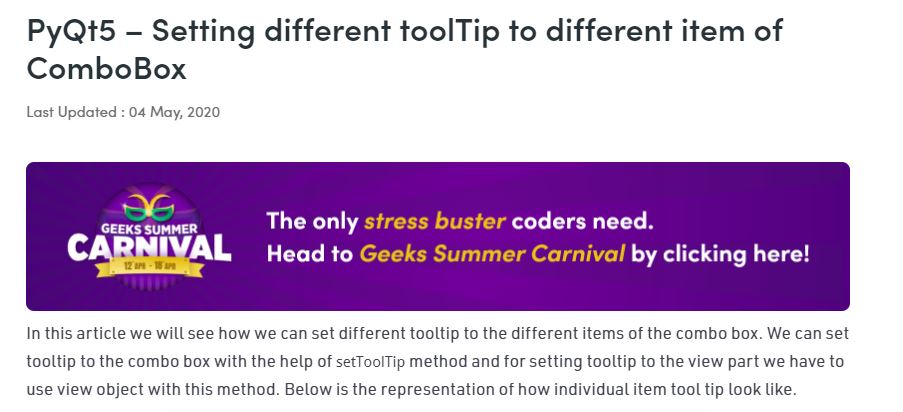 PyQt5 – Setting different toolTip to different item of
ComboBox
Last Updated : 04 May, 2020
GEEKS SUMMER
CARNIVAL
12 APR - 16 APR
The only stress buster coders need.
Head to Geeks Summer Carnival by clicking here!
In this article we will see how we can set different tooltip to the different items of the combo box. We can set
tooltip to the combo box with the help of setToolTip method and for setting tooltip to the view part we have to
use view object with this method. Below is the representation of how individual item tool tip look like.